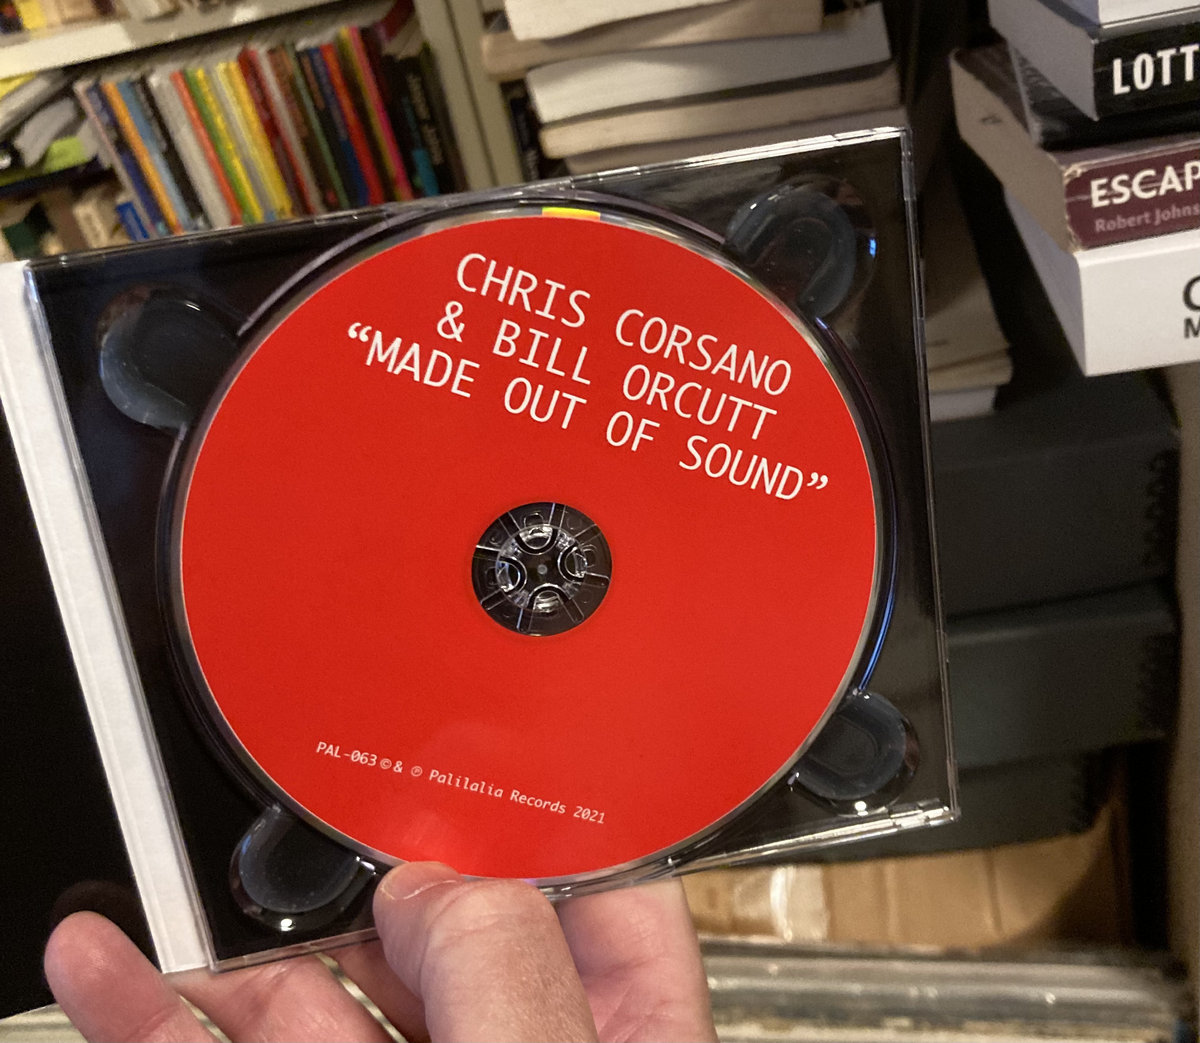 CHRIS CORSANO
& BILL ORCUTT
“MADE OUT OF SOUND”
PAL-063 © & ℗ Palilalia Records 2021
LOTT
ESCAP
Robert Johns